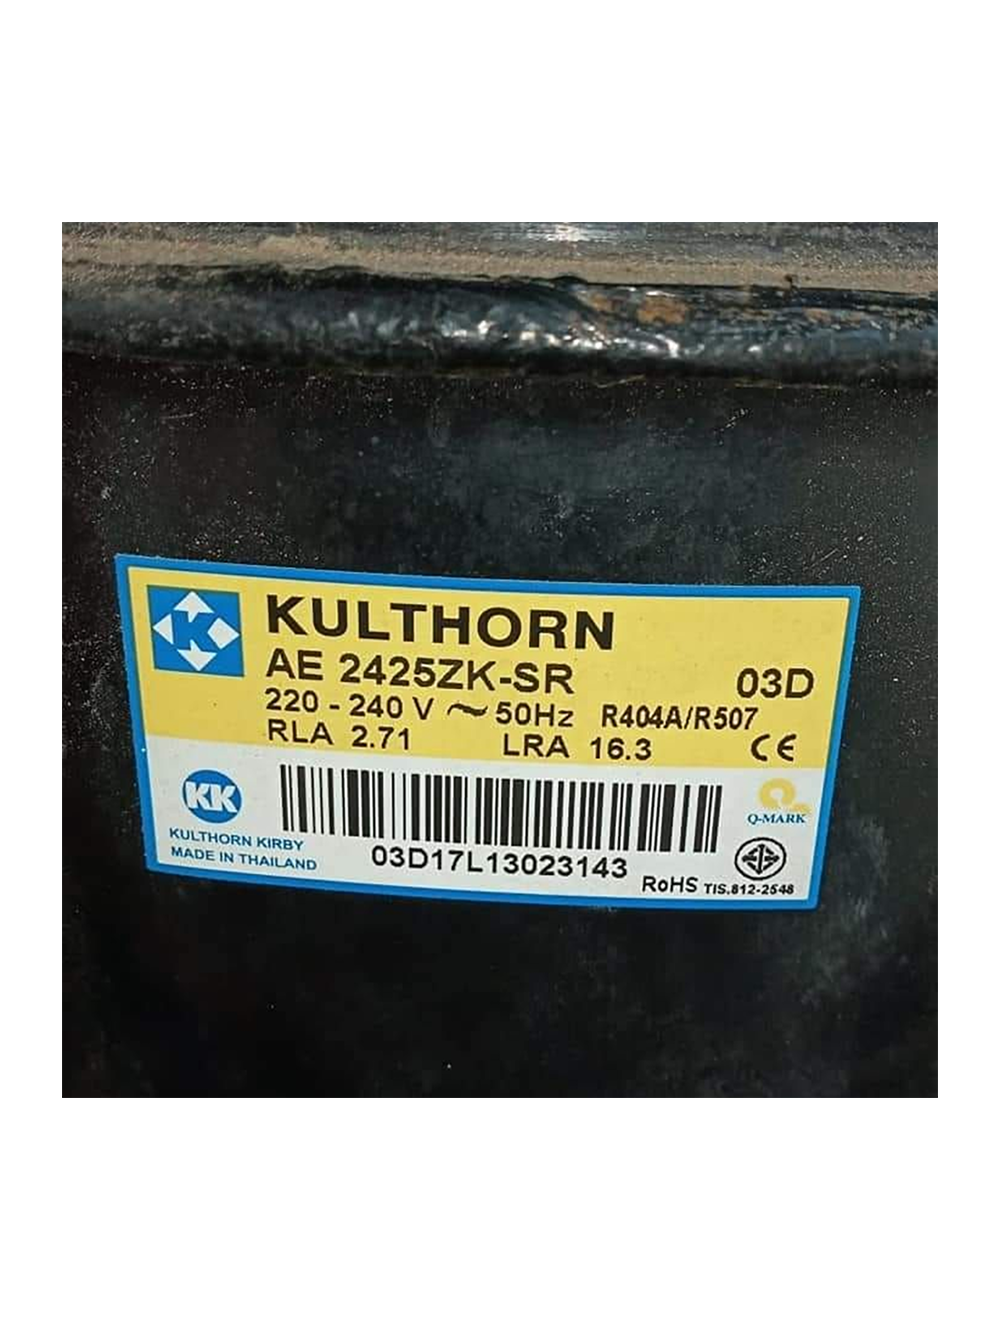 K
KULTHORN
AE 2425ZK-SR 03D
220 - 240 V ~ 50Hz R404A/R507
RLA 2.71 LRA 16.3 CE
KK
KULTHORN KIRBY
MADE IN THAILAND
03D17L13023143
Q-MARK
RoHS TIS.812-2548